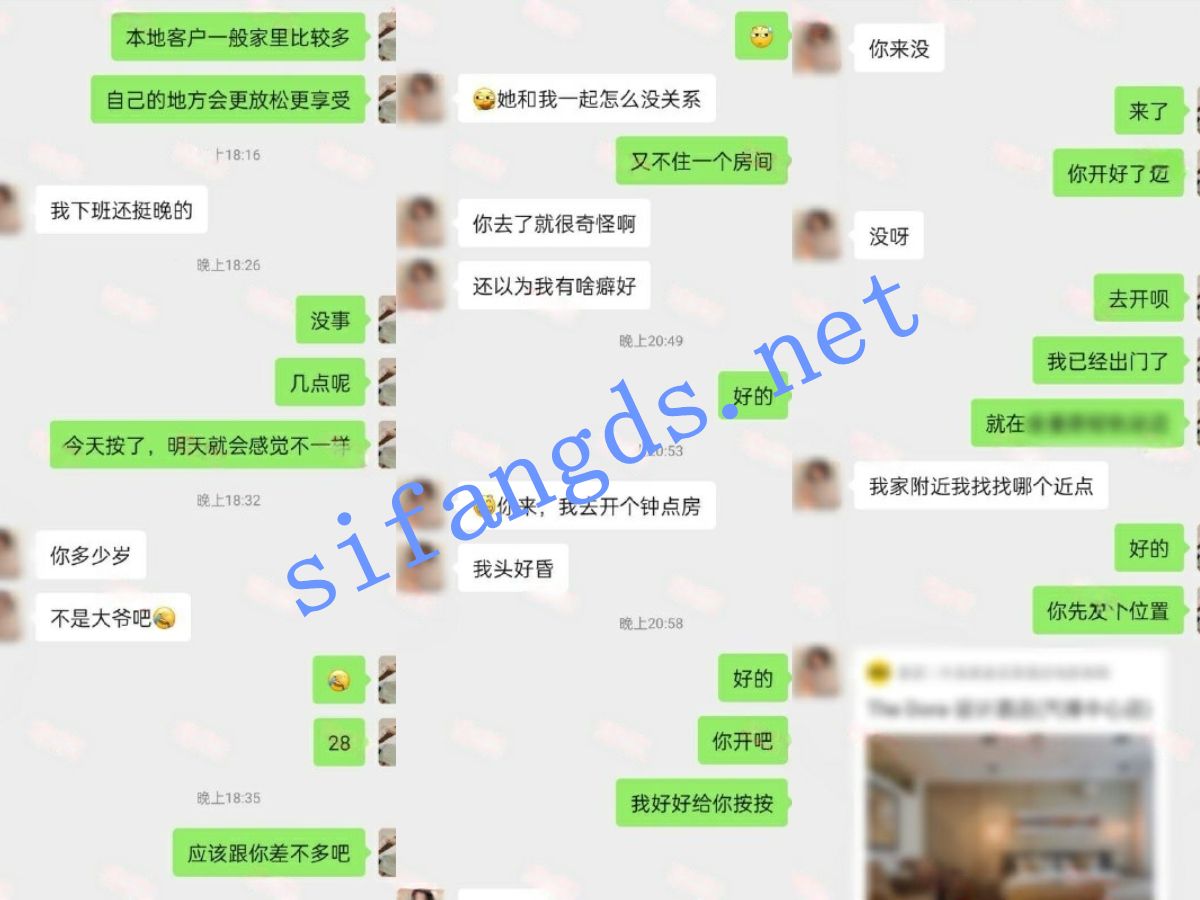 本地客户一般家里比较多
自己的地方会更放松更享受
上18:16
我下班还挺晚的
晚上18:26
没事
几点呢
今天按了，明天就会感觉不一样
晚上18:32
你多少岁
不是大爷吧
28
晚上18:35
应该跟你差不多吧
她和我一起怎么没关系
又不住一个房间
你去了就很奇怪啊
还以为我有啥癖好
晚上20:49
好的
20:53
你来，我去开个钟点房
我头好昏
晚上20:58
好的
你开吧
我好好给你按按
你来没
来了
你开好了迈
没呀
去开呗
我已经出门了
就在
我家附近我找找哪个近点
好的
你先发个位置
sifangds.net